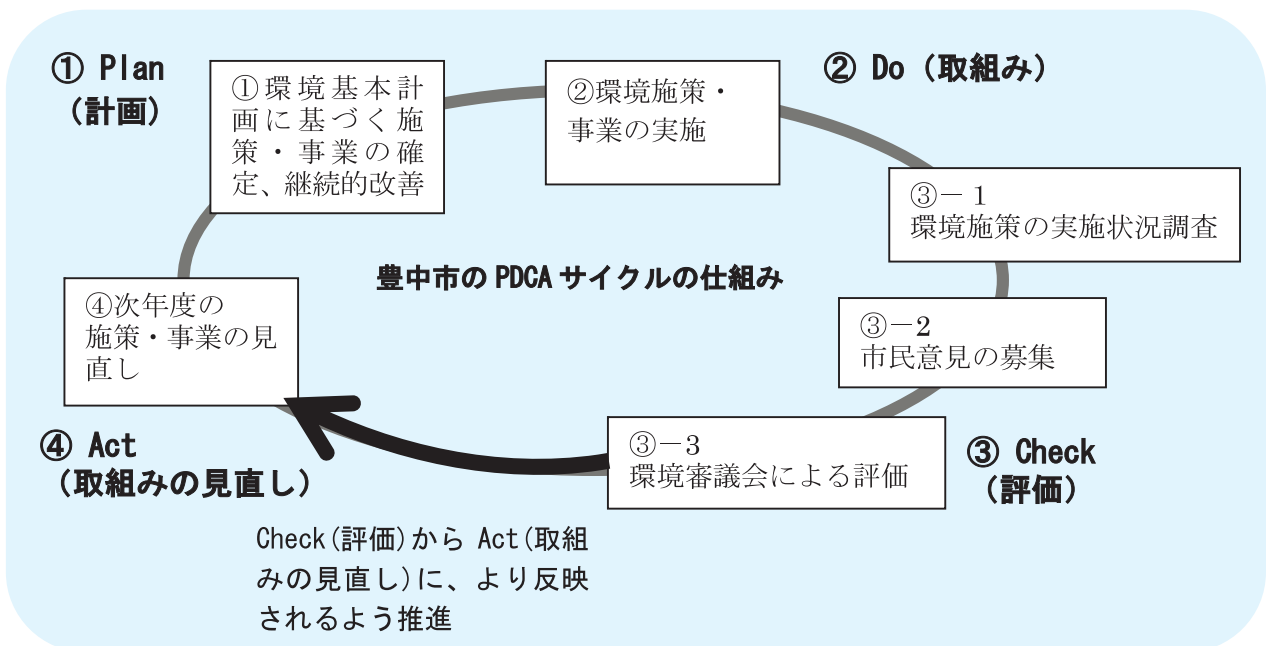 ① Plan
（計画）
①環境基本計
画に基づく施
策・事業の確
定、継続的改善
②環境施策・
事業の実施
② Do（取組み）
③－１
環境施策の実施状況調査
豊中市の PDCA サイクルの仕組み
④次年度の
施策・事業の見
直し
③－2
市民意見の募集
④ Act
（取組みの見直し）
③－3
環境審議会による評価
③ Check
（評価）
Check(評価)から Act(取組
みの見直し)に、より反映
されるよう推進